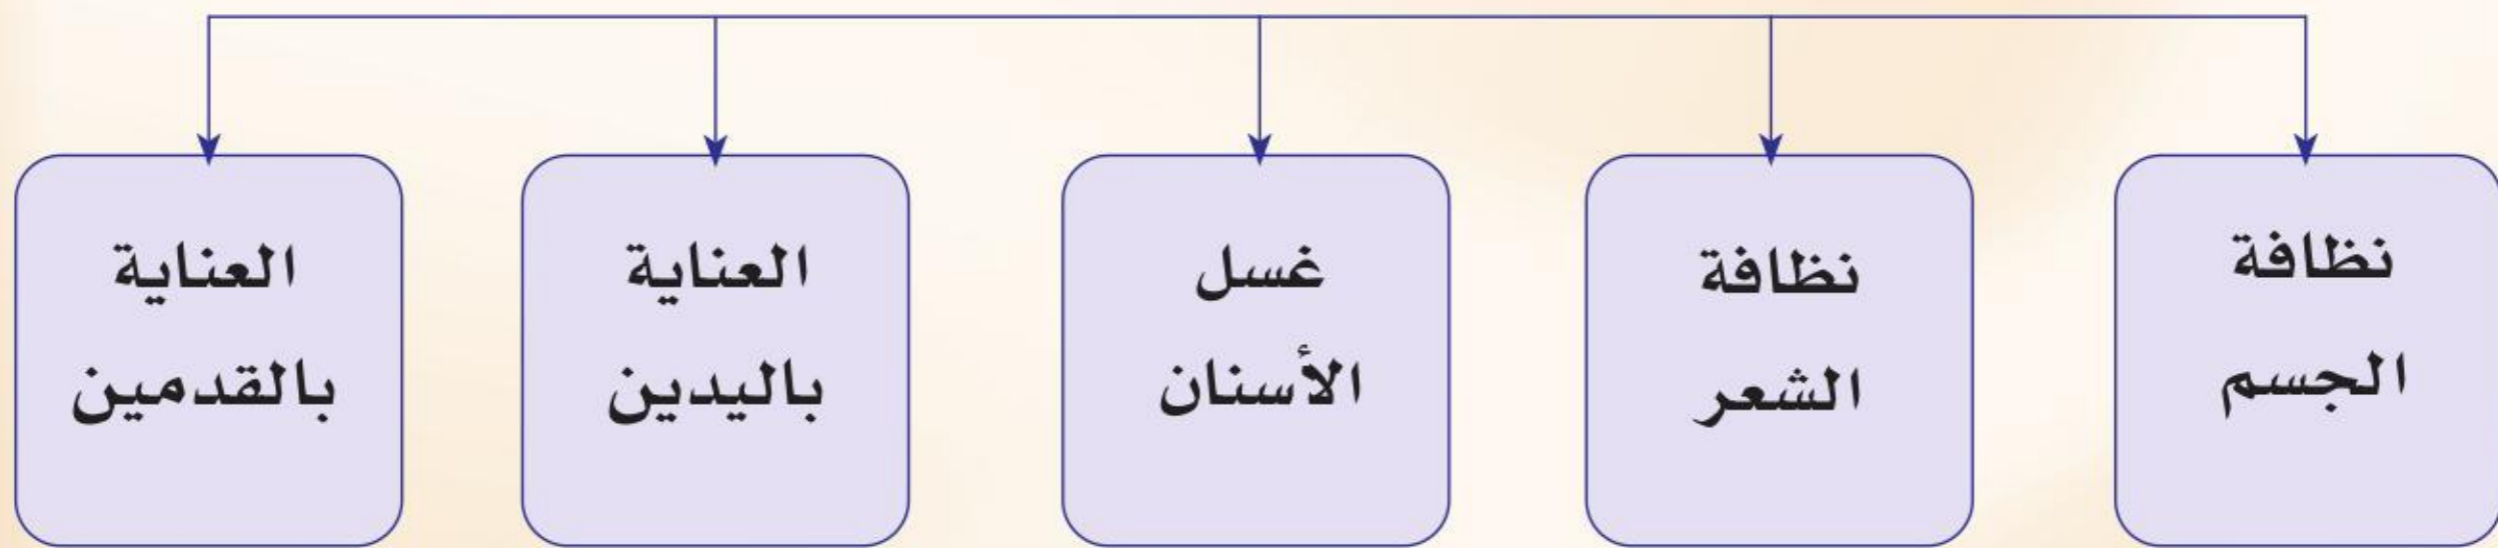 نظافة
الجسم
نظافة
الشعر
غسل
الأسنان
العناية
باليدين
العناية
بالقدمين